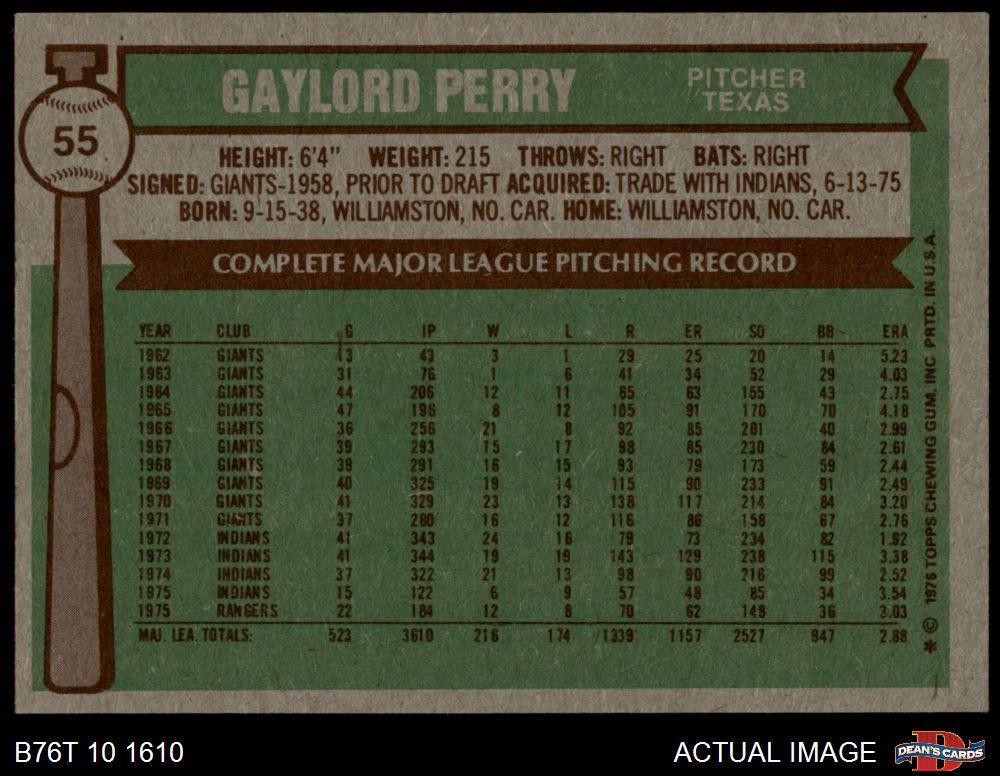 55
GAYLORD PERRY
PITCHER
TEXAS
HEIGHT: 6'4" WEIGHT: 215 THROWS: RIGHT BATS: RIGHT
SIGNED: GIANTS-1958, PRIOR TO DRAFT ACQUIRED: TRADE WITH INDIANS, 6-13-75
BORN: 9-15-38, WILLIAMSTON, NO. CAR. HOME: WILLIAMSTON, NO. CAR.
COMPLETE MAJOR LEAGUE PITCHING RECORD
YEAR CLUB G IP W L R ER SO BB ERA
1962 GIANTS 13 43 3 1 29 25 20 14 5.23
1963 GIANTS 31 76 1 6 41 34 52 29 4.03
1964 GIANTS 44 206 12 11 65 63 155 43 2.75
1965 GIANTS 47 196 8 12 105 91 170 70 4.18
1966 GIANTS 36 256 21 8 92 85 201 40 2.99
1967 GIANTS 39 293 15 17 98 85 230 84 2.61
1968 GIANTS 39 291 16 15 93 79 173 59 2.44
1969 GIANTS 40 325 19 14 115 90 233 91 2.49
1970 GIANTS 41 329 23 13 138 117 214 84 3.20
1971 GIANTS 37 280 16 12 116 86 158 67 2.76
1972 INDIANS 41 343 24 16 79 73 234 82 1.92
1973 INDIANS 41 344 19 19 143 129 238 115 3.38
1974 INDIANS 37 322 21 13 98 90 216 99 2.52
1975 INDIANS 15 122 6 9 57 48 85 34 3.54
1975 RANGERS 22 184 12 8 70 62 148 36 3.03
MAJ. LEA. TOTALS: 523 3610 216 174 1339 1157 2527 947 2.88
* © 1976 TOPPS CHEWING GUM, INC. PRTD. IN U.S.A.
B76T 10 1610
ACTUAL IMAGE
DEAN'S CARDS